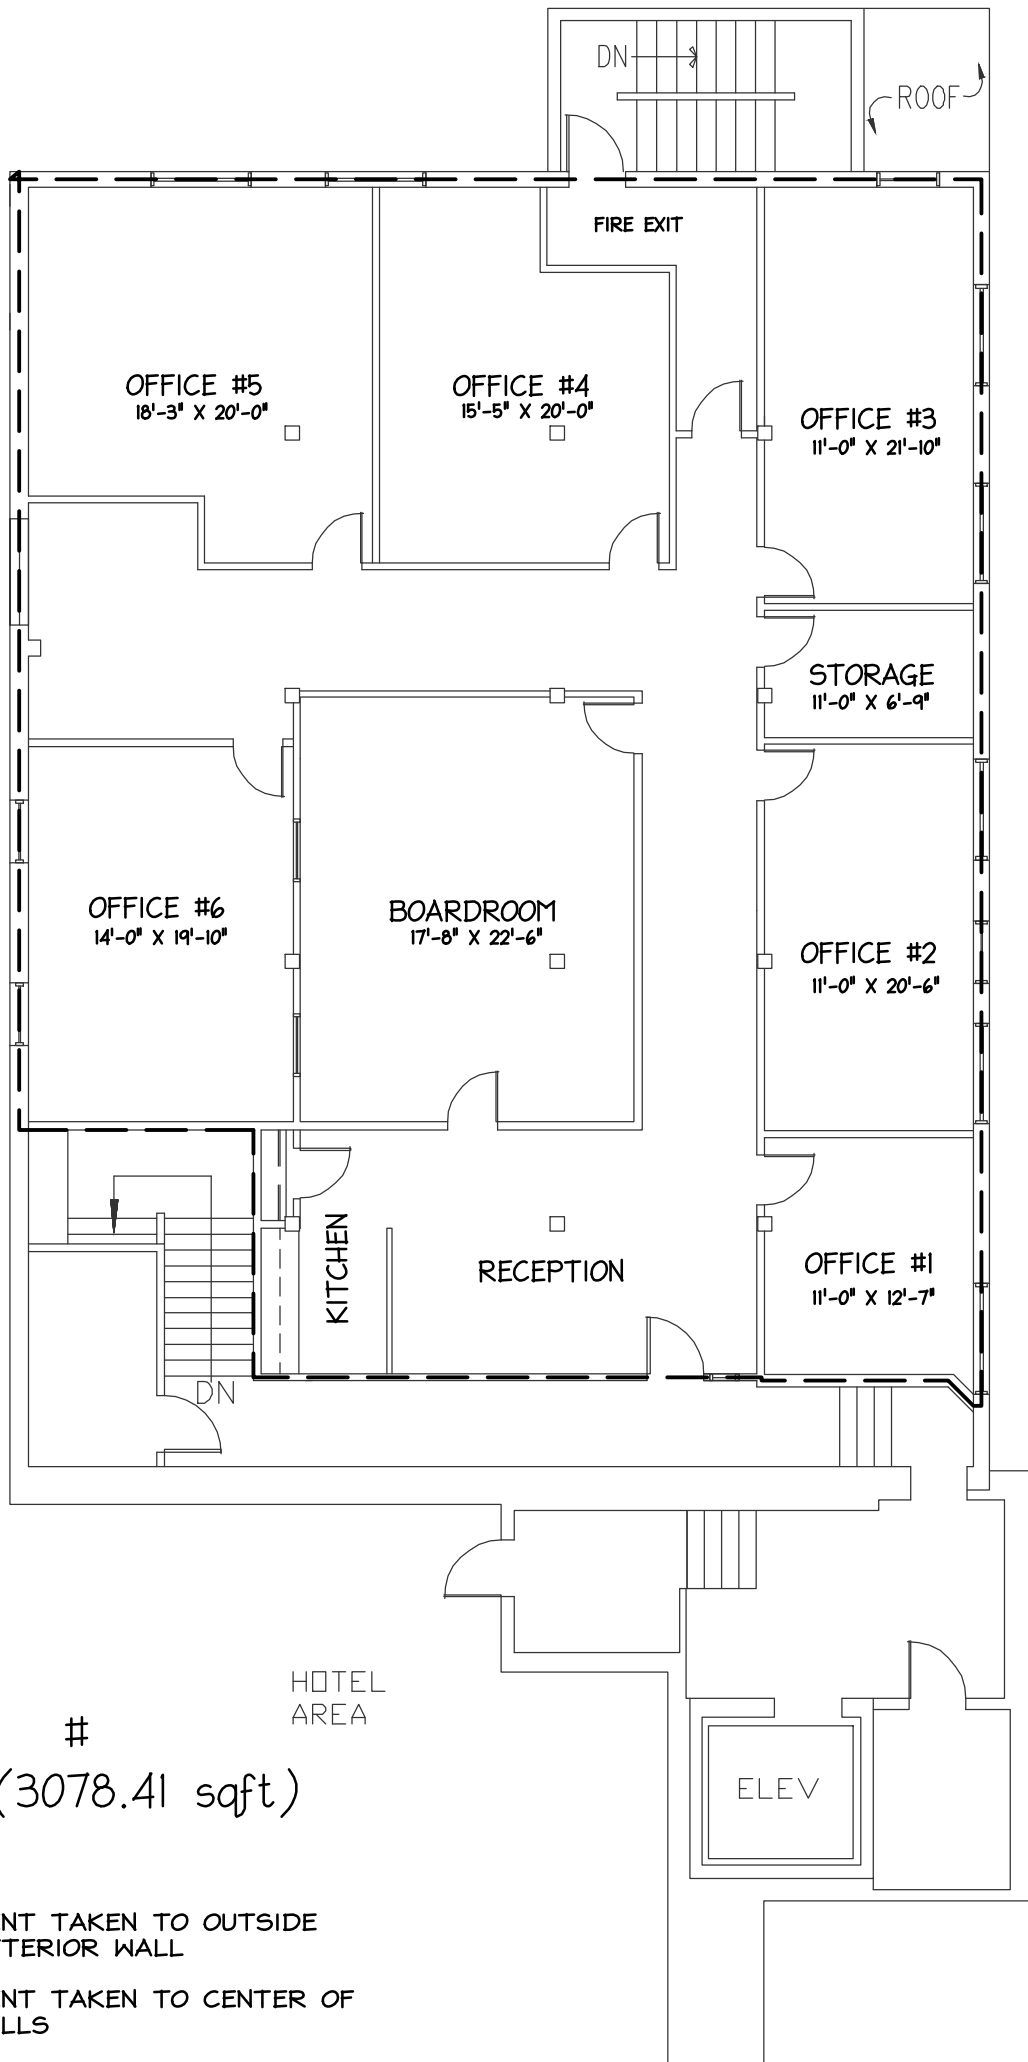 DN
ROOF
FIRE EXIT
OFFICE #5
18'-3" X 20'-0"
OFFICE #4
15'-5" X 20'-0"
OFFICE #3
11'-0" X 21'-10"
STORAGE
11'-0" X 6'-9"
OFFICE #6
14'-0" X 19'-10"
BOARDROOM
17'-8" X 22'-6"
OFFICE #2
11'-0" X 20'-6"
KITCHEN
RECEPTION
OFFICE #1
11'-0" X 12'-7"
DN
HOTEL
AREA
#
(3078.41 sqft)
ELEV
NT TAKEN TO OUTSIDE
TERIOR WALL
NT TAKEN TO CENTER OF
LLS